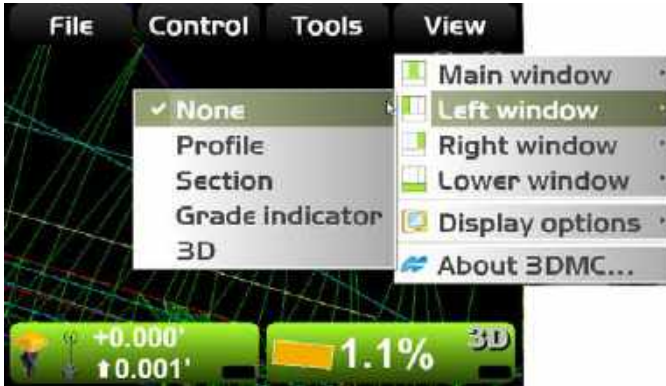 File Control Tools View
Main window
Left window
Right window
Lower window
Display options
About 3DMC...
None
Profile
Section
Grade indicator
3D
+0.000'
0.001'
1.1%
3D